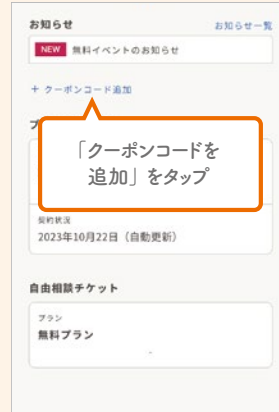 お知らせ
お知らせ一覧
NEW 無料イベントのお知らせ
+ クーポンコード追加
プ
「クーポンコードを
追加」をタップ
契約状況
2023年10月22日（自動更新）
自由相談チケット
プラン
無料プラン
-